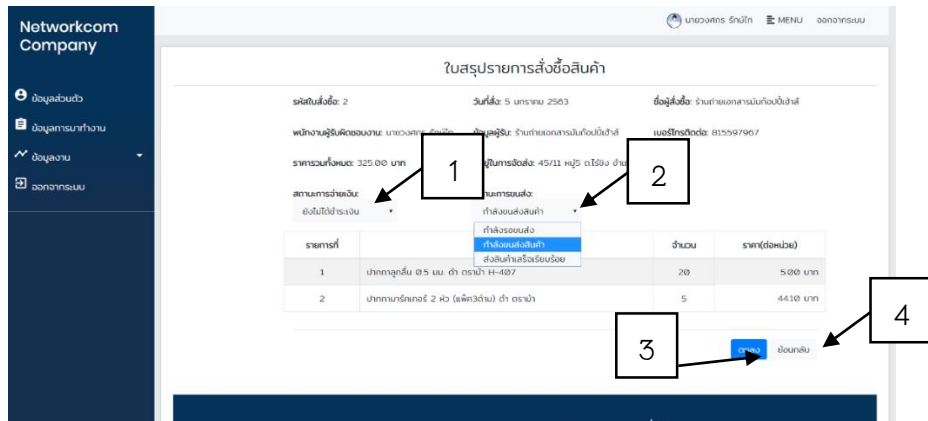 Networkcom
Company
นายวงศกร รักษ์ไท MENU ออกจากระบบ
ข้อมูลส่วนตัว
ข้อมูลการมาทำงาน
ข้อมูลงาน
ออกจากระบบ
ใบสรุปรายการสั่งซื้อสินค้า
รหัสใบสั่งซื้อ: 2 วันที่สั่ง: 5 มกราคม 2563 ชื่อผู้สั่งซื้อ: ร้านถ่ายเอกสารมินท์อปปี้เฮ้าส์
พนักงานผู้รับผิดชอบงาน: นายวงศกร รักษ์ไท ข้อมูลผู้รับ: ร้านถ่ายเอกสารมินท์อปปี้เฮ้าส์ เบอร์โทรติดต่อ: 815597967
ราคารวมทั้งหมด: 325.00 บาท ในการจัดส่ง: 45/11 หมู่5 ต.ไร่ขิง
สถานะการจ่ายเงิน: สถานะการขนส่ง:
ยังไม่ได้ชำระเงิน กำลังขนส่งสินค้า
กำลังรอขนส่ง
กำลังขนส่งสินค้า
ส่งสินค้าเสร็จเรียบร้อย
รายการที่ จำนวน ราคา(ต่อหน่วย)
1 ปากกาลูกลื่น 0.5 มม. ดำ ตราม้า H-407 20 5.00 บาท
2 ปากกามาร์คเกอร์ 2 หัว (แพ็ค3ด้าม) ดำ ตราม้า 5 44.10 บาท
ตกลง ย้อนกลับ
1
2
3
4